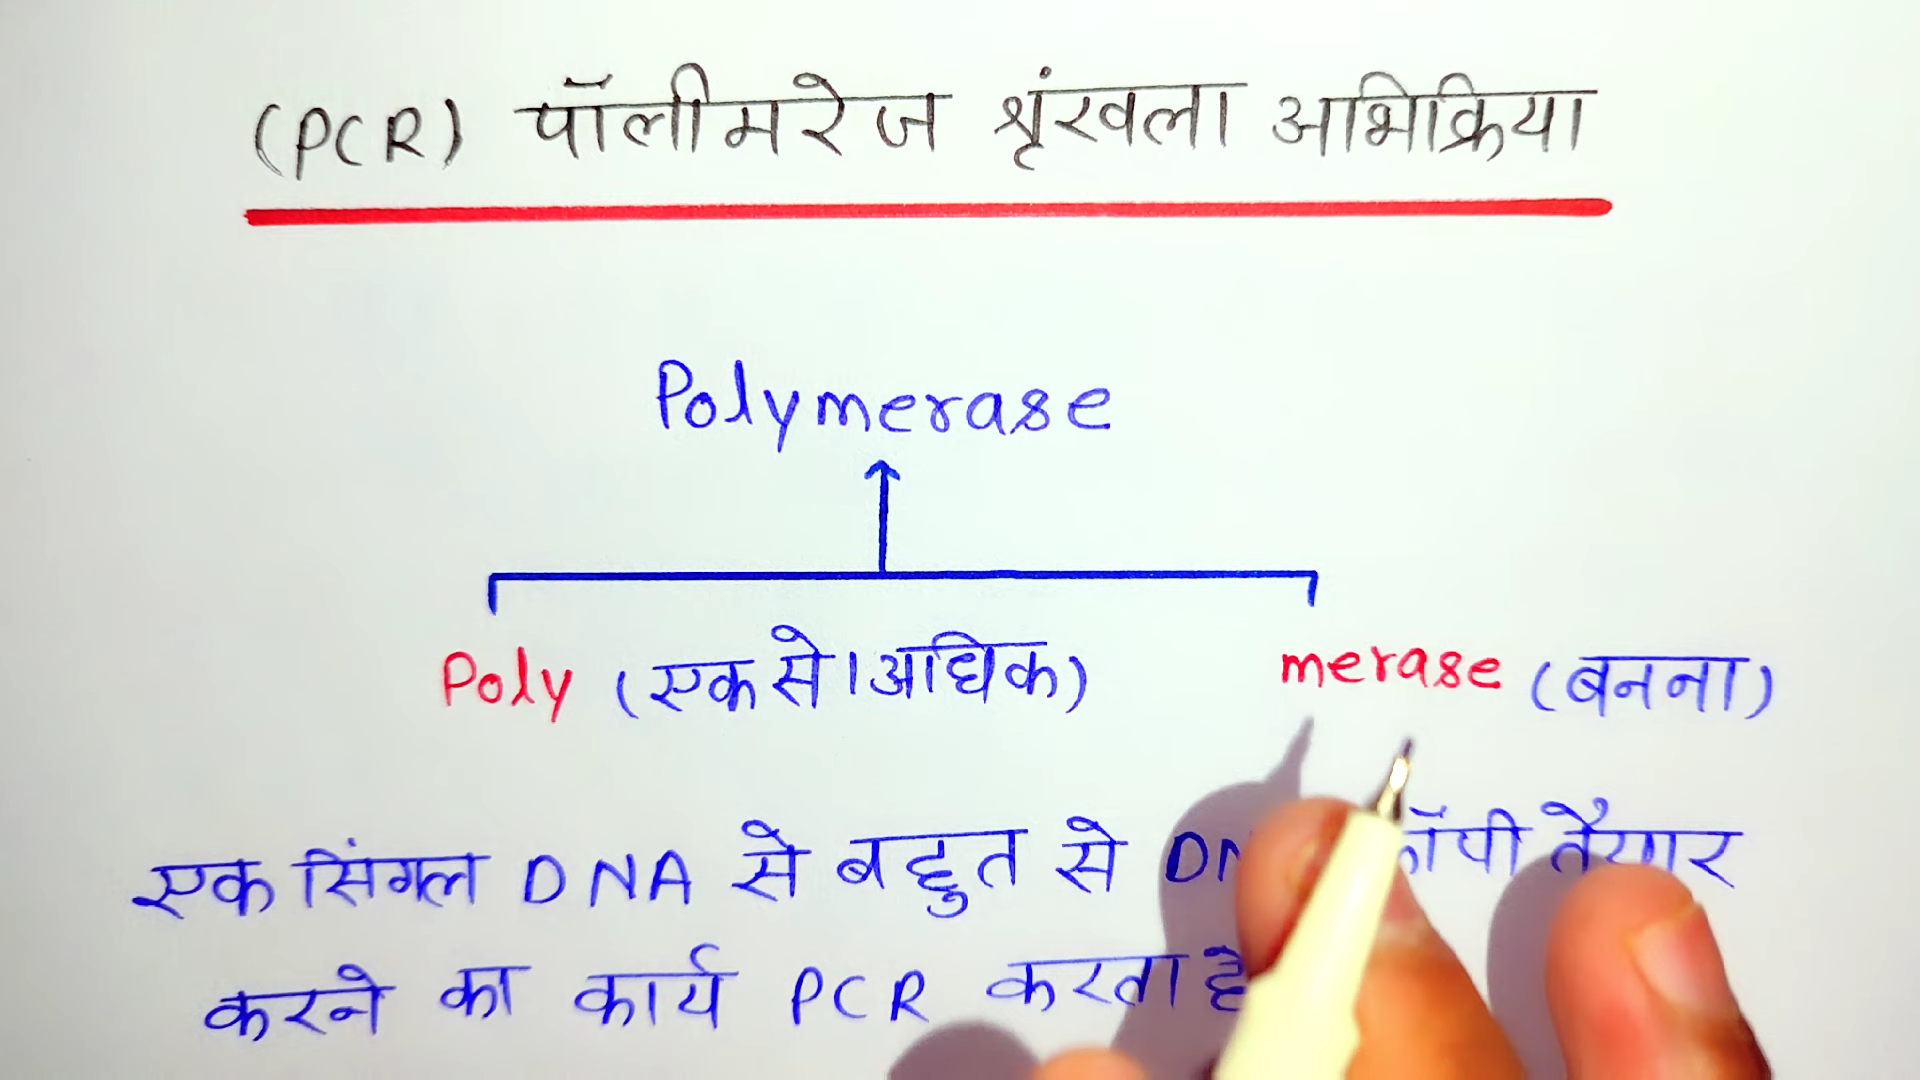 (PCR) पॉलीमरेज श्रृंखला अभिक्रिया
Polymerase
Poly (एक से।अधिक) merase (बनना)
एक सिंगल DNA से बहुत से तैयार
करने का कार्य PCR करता